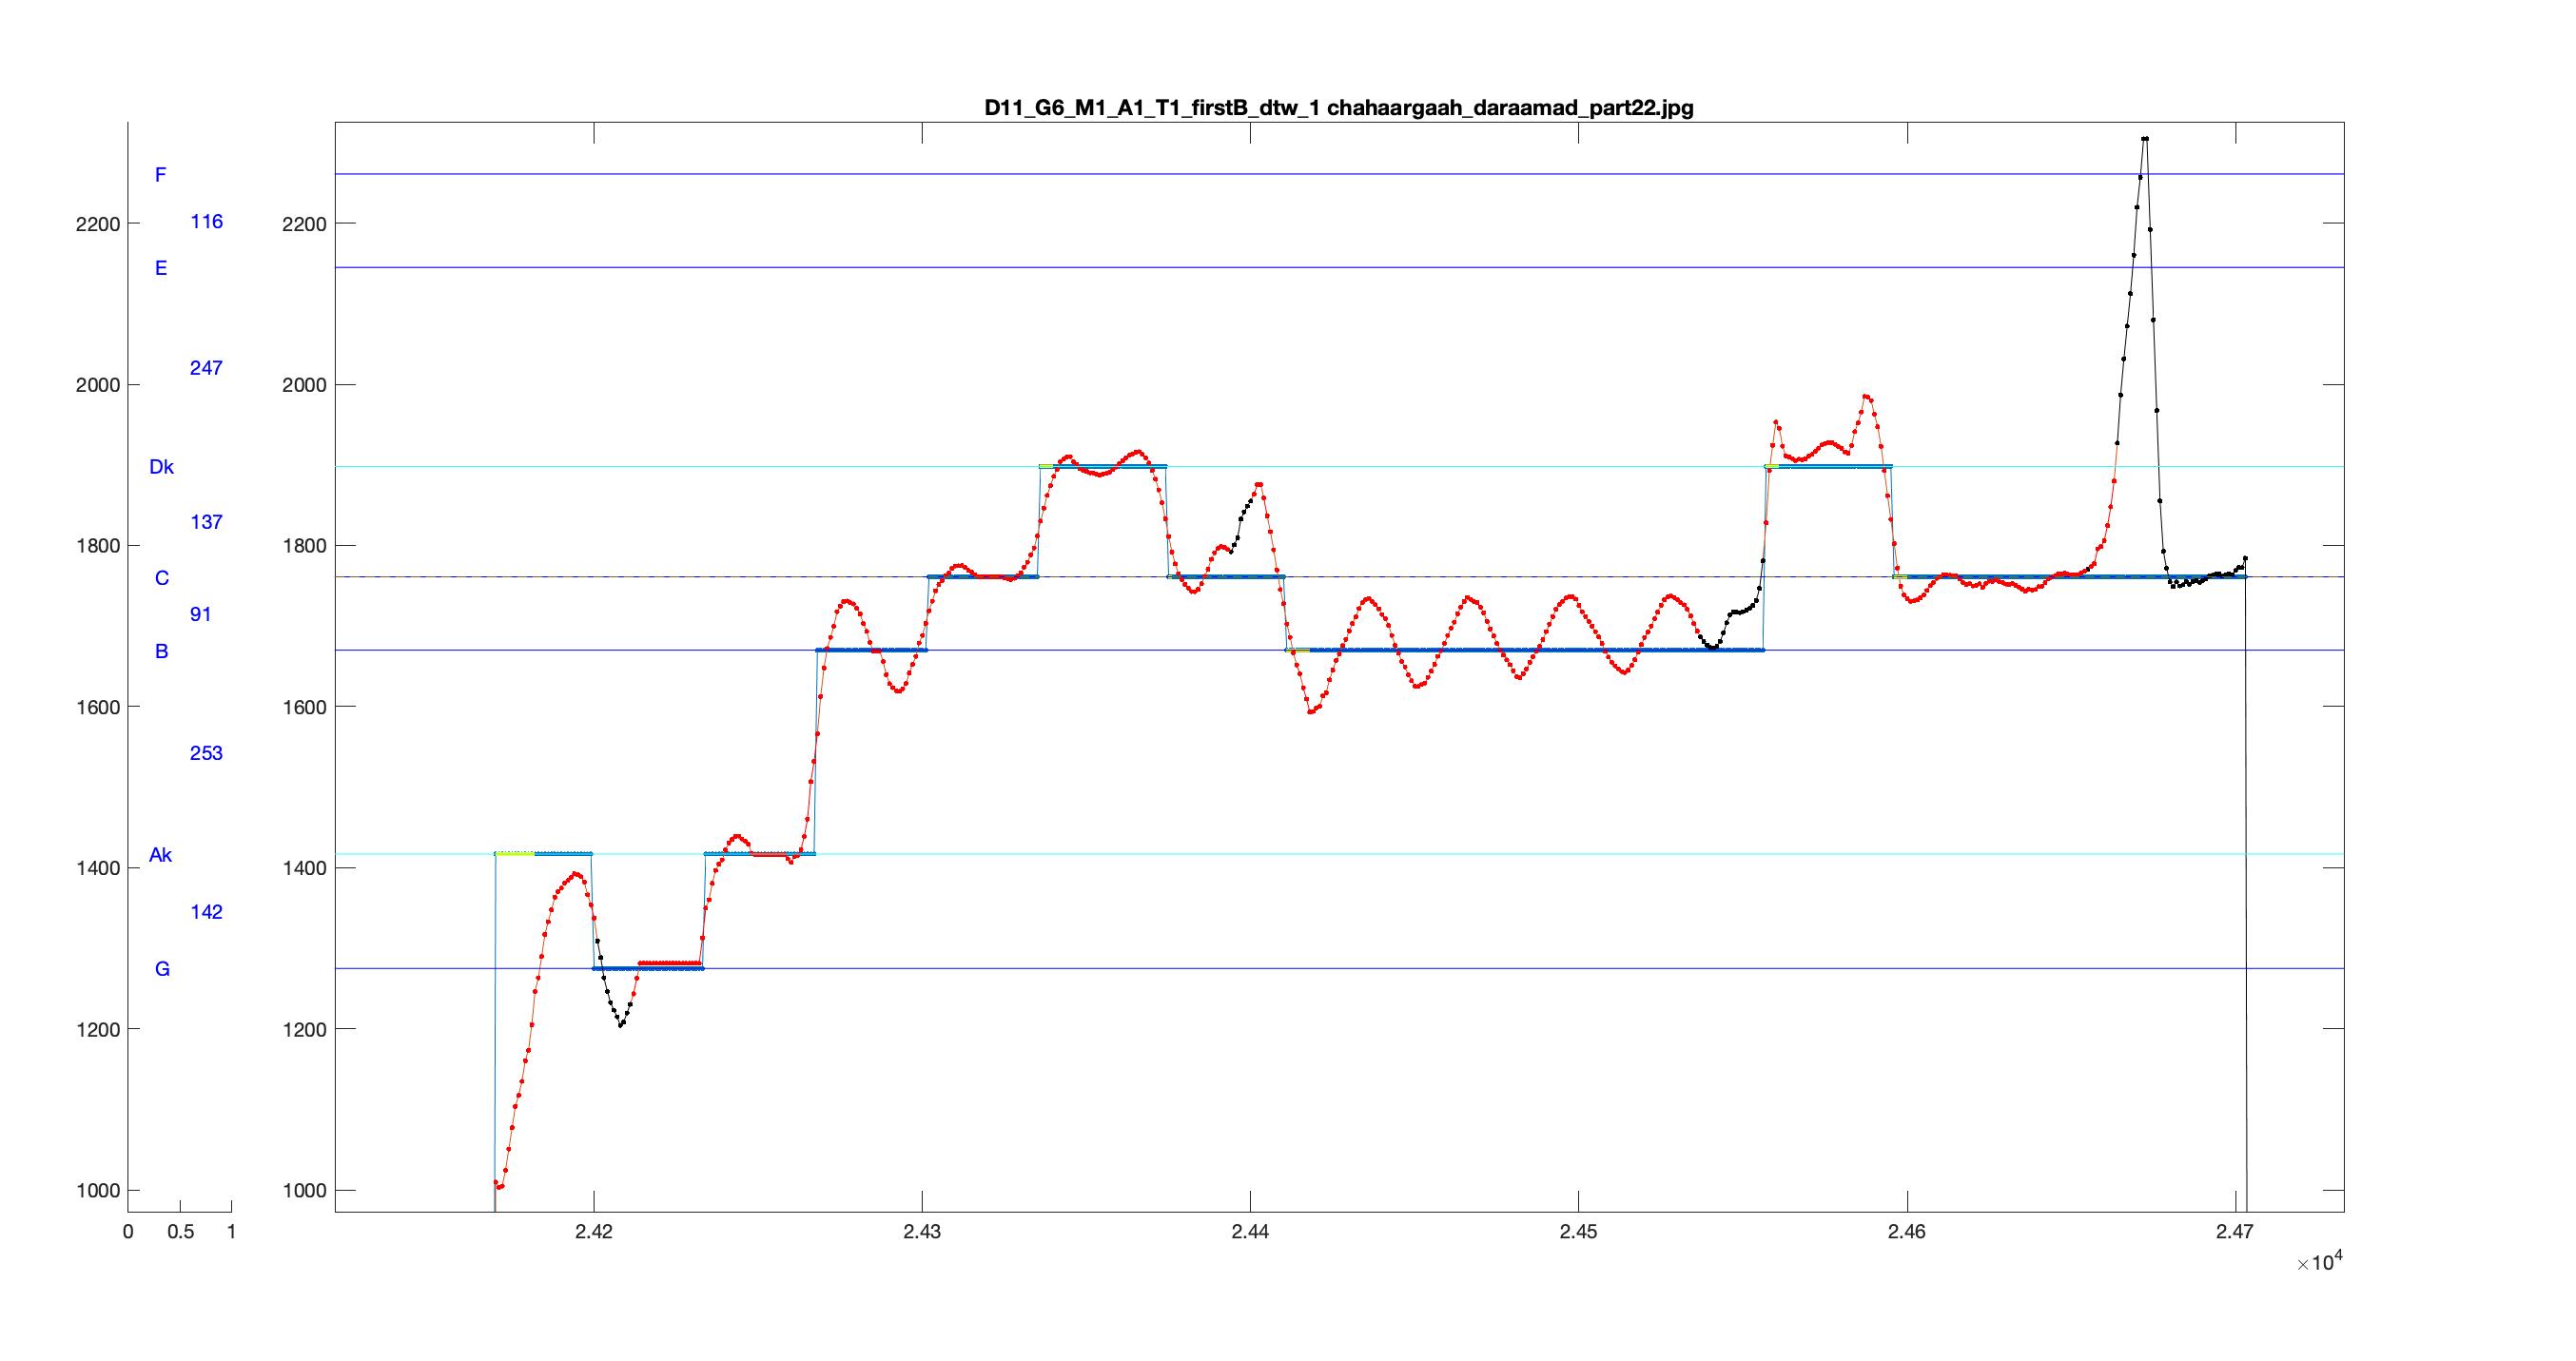 D11_G6_M1_A1_T1_firstB_dtw_1 chahaargaah_daraamad_part22.jpg
F
116
2200 2200
E
247
2000 2000
Dk
137
1800 1800
C
91
B
1600 1600
253
Ak
1400 1400
142
G
1200 1200
1000 1000
0 0.5 1 2.42 2.43 2.44 2.45 2.46 2.47
×10⁴